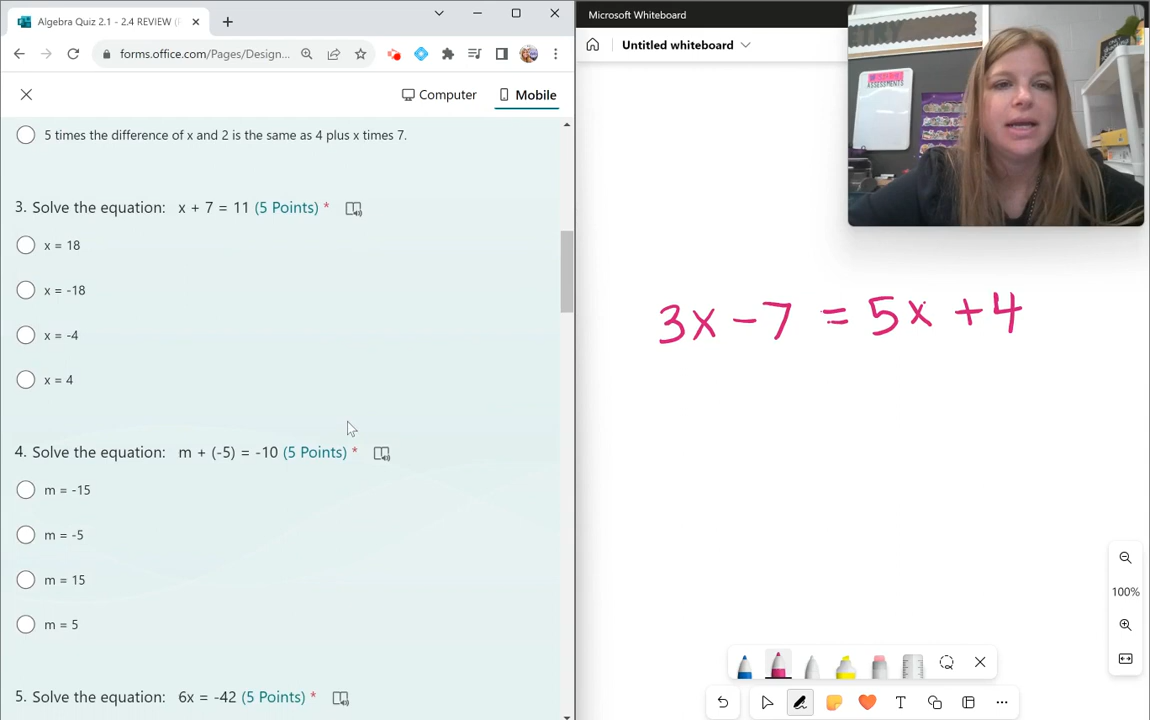 Algebra Quiz 2.1 - 2.4 REVIEW (
forms.office.com/Pages/Design...
Computer
Mobile
5 times the difference of x and 2 is the same as 4 plus x times 7.
3. Solve the equation: x + 7 = 11 (5 Points) *
x = 18
x = -18
x = -4
x = 4
4. Solve the equation: m + (-5) = -10 (5 Points) *
m = -15
m = -5
m = 15
m = 5
5. Solve the equation: 6x = -42 (5 Points) *
Microsoft Whiteboard
Untitled whiteboard
ASSESSMENTS
3x - 7 = 5x + 4
100%
T